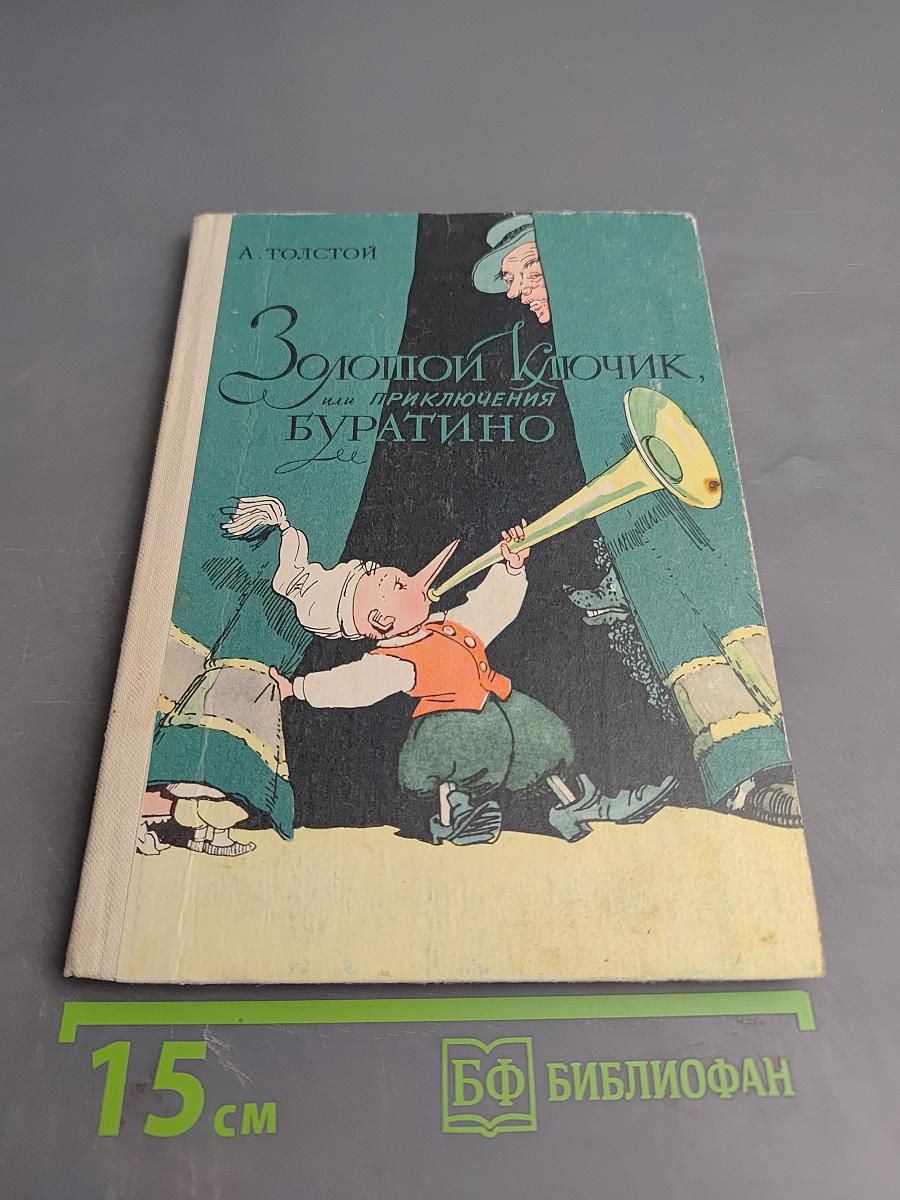 А. ТОЛСТОЙ
Золотой Ключик,
или ПРИКЛЮЧЕНИЯ
БУРАТИНО
15 см
БФ БИБЛИОФАН